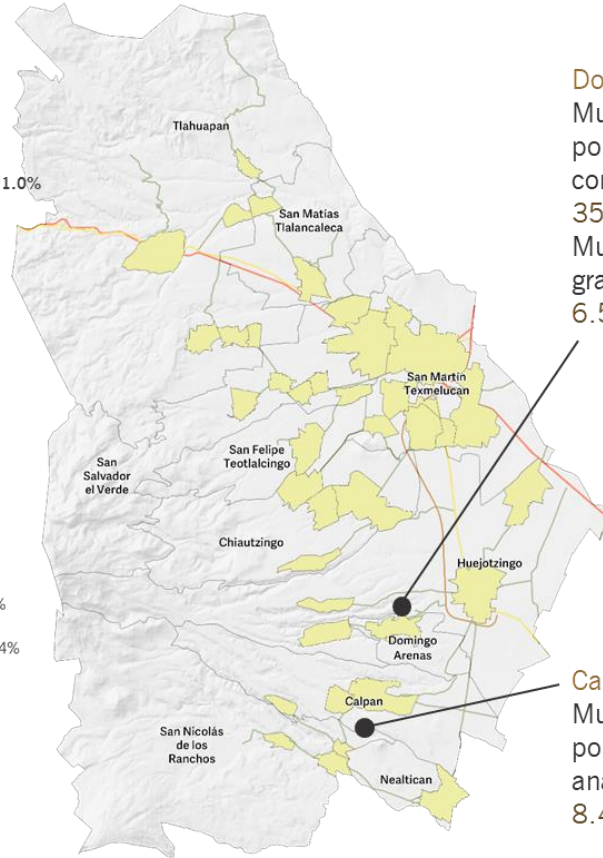 1.0%
Tlahuapan
San Matías
Tlalancaleca
San Martín
Texmelucan
San Felipe
Teotlalcingo
San
Salvador
el Verde
Chiautzingo
Huejotzingo
Domingo
Arenas
Calpan
San Nicolás
de los
Ranchos
Nealtican
%
4%
Do
Mu
po
con
35
Mu
gra
6.5
Ca
Mu
po
ana
8.4